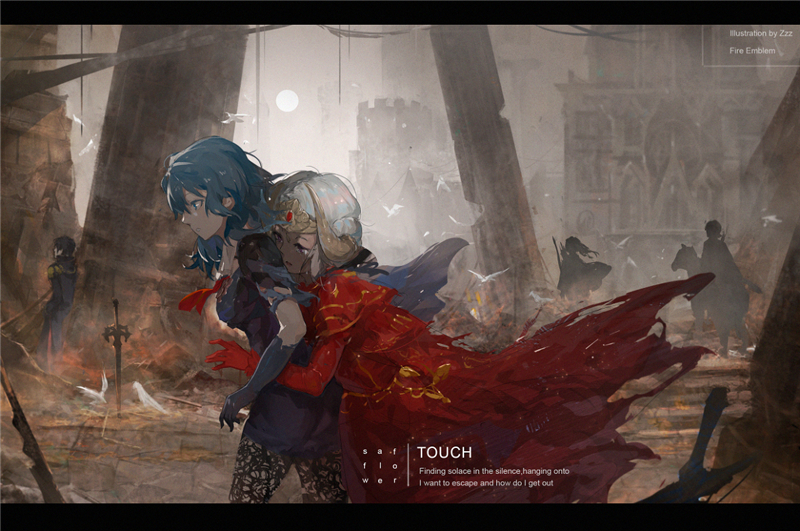 Illustration by Zzz
Fire Emblem
s a f
f l o
w e r
TOUCH
Finding solace in the silence,hanging onto
I want to escape and how do I get out